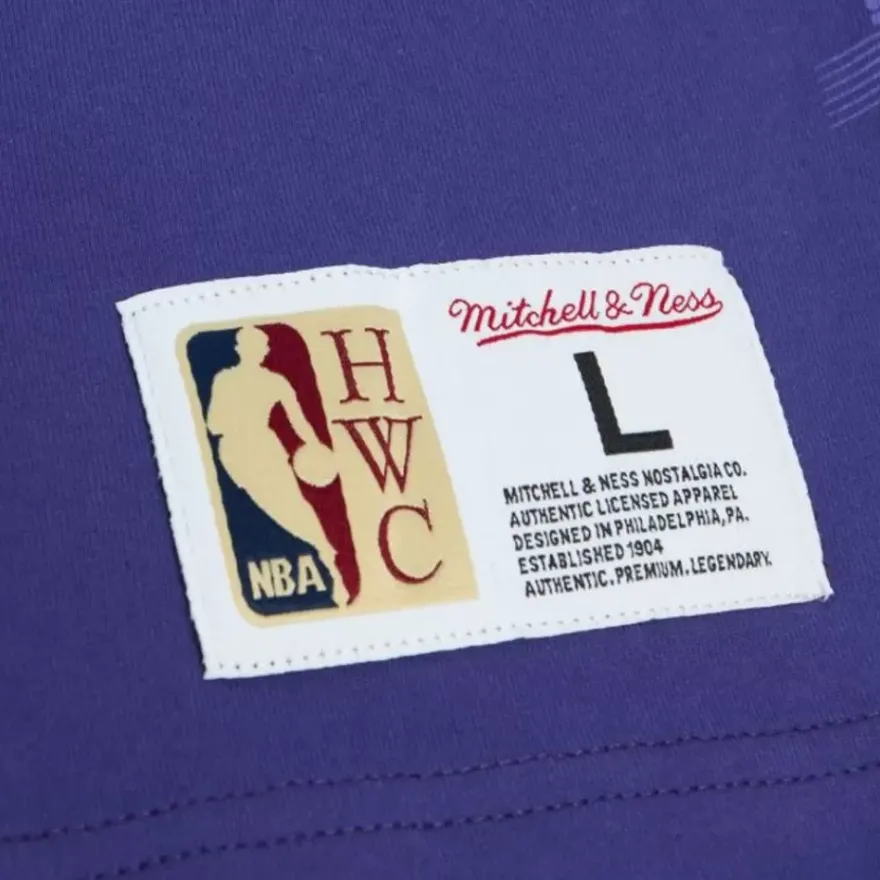 NBA
H
W
C
Mitchell & Ness
L
MITCHELL & NESS NOSTALGIA CO.
AUTHENTIC LICENSED APPAREL
DESIGNED IN PHILADELPHIA, PA.
ESTABLISHED 1904
AUTHENTIC. PREMIUM. LEGENDARY.